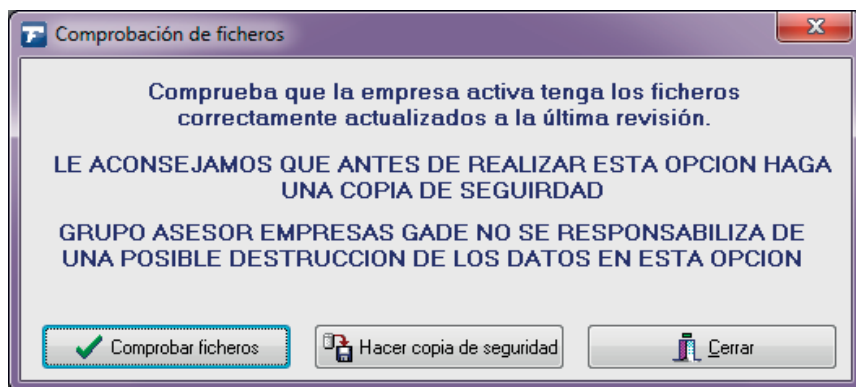 Comprobación de ficheros
Comprueba que la empresa activa tenga los ficheros
correctamente actualizados a la última revisión.
LE ACONSEJAMOS QUE ANTES DE REALIZAR ESTA OPCION HAGA
UNA COPIA DE SEGUIRDAD
GRUPO ASESOR EMPRESAS GADE NO SE RESPONSABILIZA DE
UNA POSIBLE DESTRUCCION DE LOS DATOS EN ESTA OPCION
Comprobar ficheros Hacer copia de seguridad Cerrar